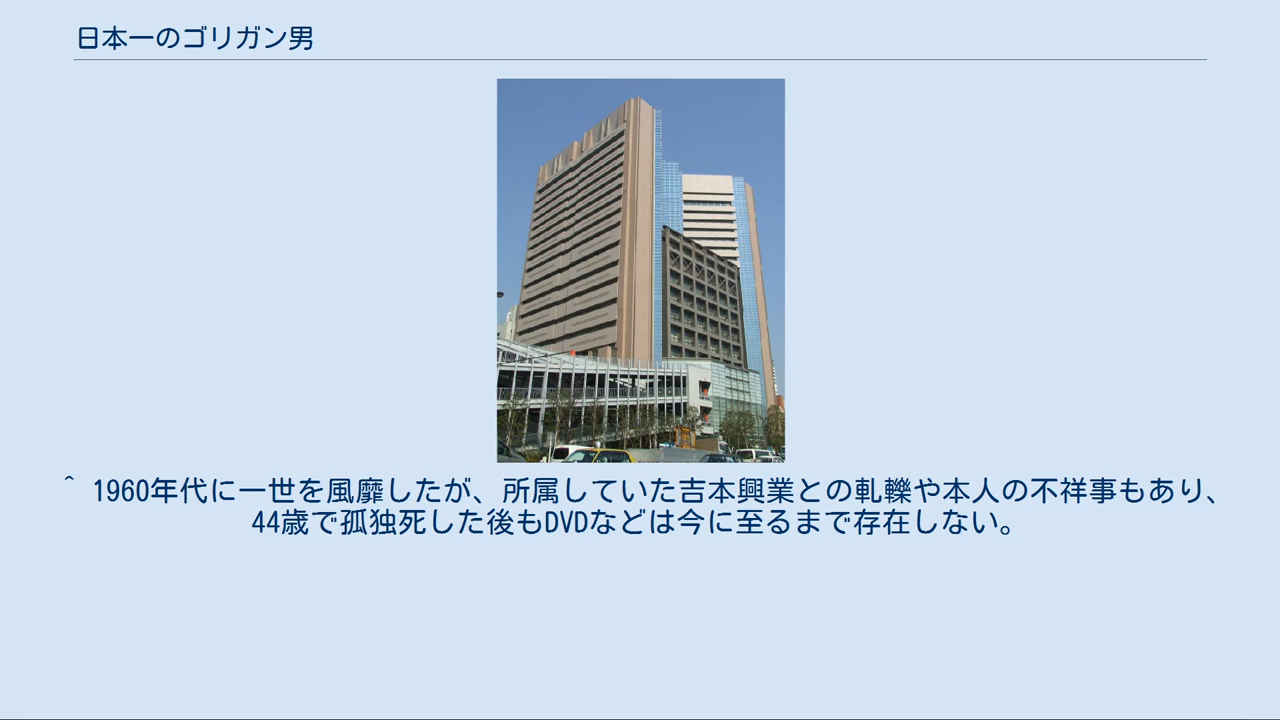 日本一のゴリガン男
^ 1960年代に一世を風靡したが、所属していた吉本興業との軋轢や本人の不祥事もあり、
44歳で孤独死した後もDVDなどは今に至るまで存在しない。